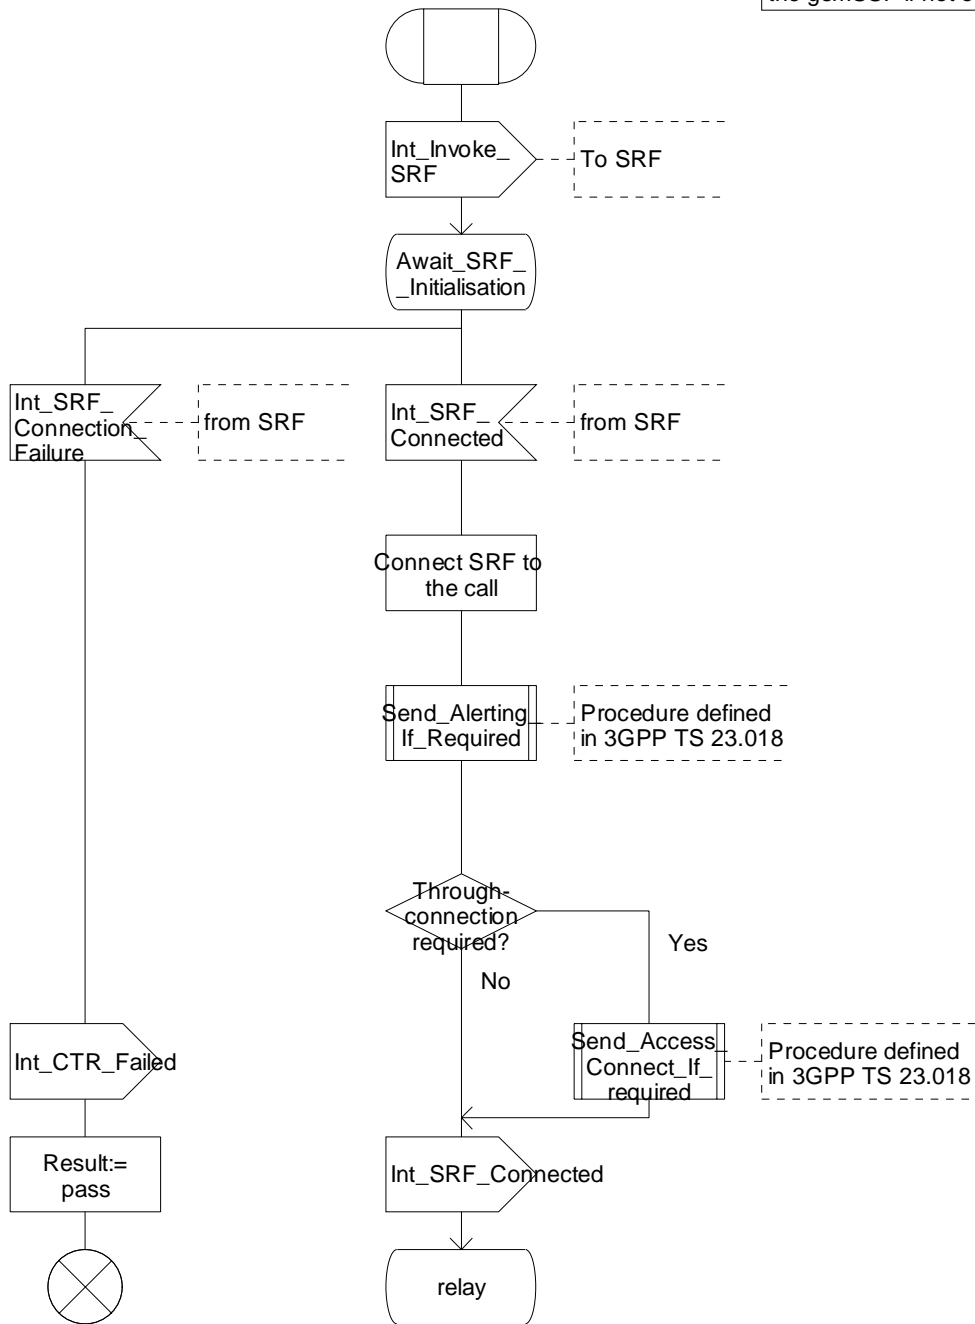 Int_Invoke_
SRF
To SRF
Await_SRF_
_Initialisation
Int_SRF_
Connection_
Failure
from SRF
Int_SRF_
Connected
from SRF
Connect SRF to
the call
Send_Alerting_
If_Required
Procedure defined
in 3GPP TS 23.018
Through-
connection
required?
Yes
No
Int_CTR_Failed
Send_Access_
Connect_If_
required
Procedure defined
in 3GPP TS 23.018
Result:=
pass
Int_SRF_Connected
relay